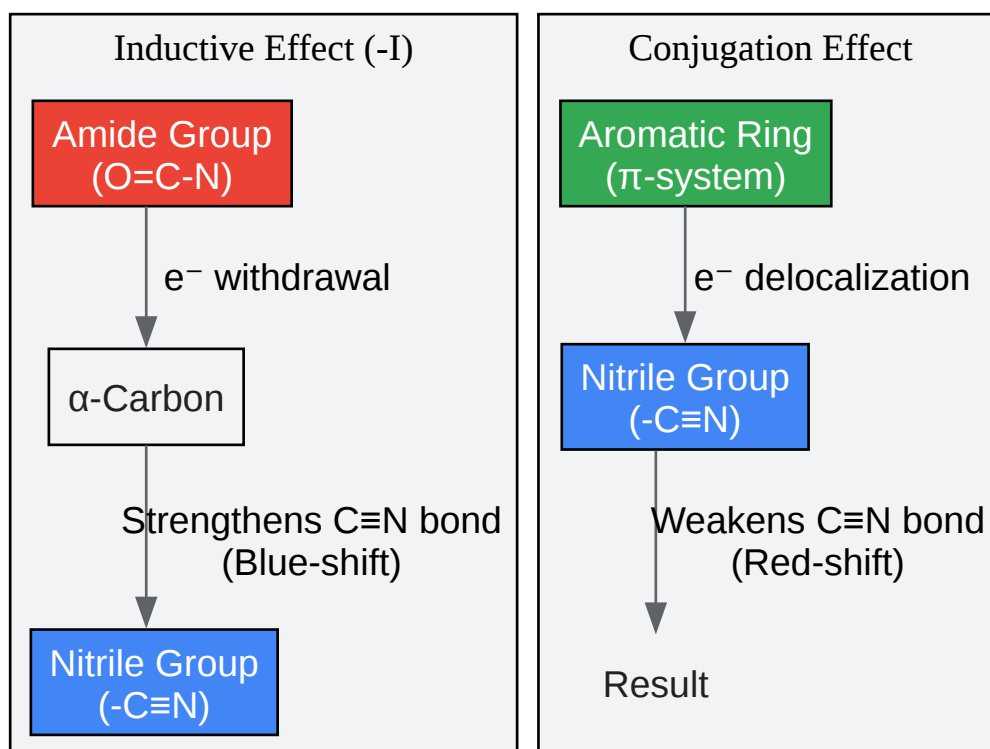 Inductive Effect (-I)
Amide Group
(O=C-N)
e⁻ withdrawal
α-Carbon
Strengthens C≡N bond
(Blue-shift)
Nitrile Group
(-C≡N)
Conjugation Effect
Aromatic Ring
(π-system)
e⁻ delocalization
Nitrile Group
(-C≡N)
Weakens C≡N bond
(Red-shift)
Result